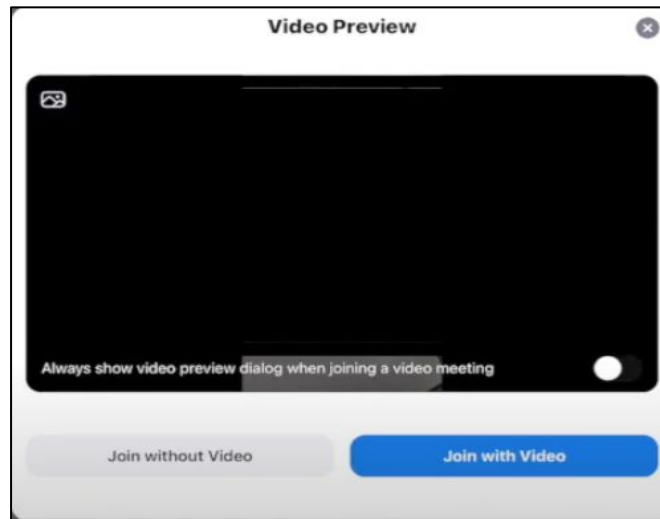 Video Preview
Always show video preview dialog when joining a video meeting
Join without Video
Join with Video